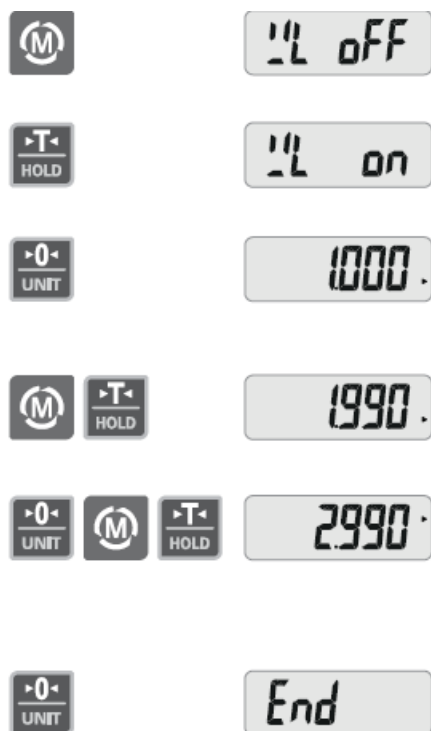 M oFF
▸T◂ on
HOLD
▸0◂ 1.000
UNIT
M ▸T◂ 1.990
HOLD
▸0◂ M ▸T◂ 2.990
UNIT HOLD
▸0◂ End
UNIT